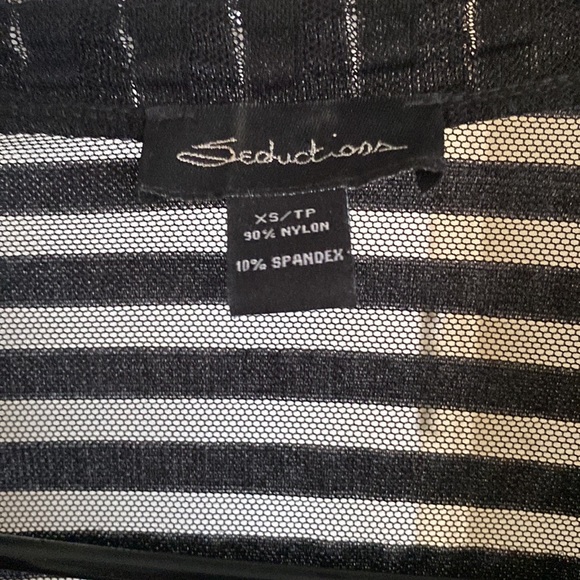 Seductions
XS/TP
90% NYLON
10% SPANDEX